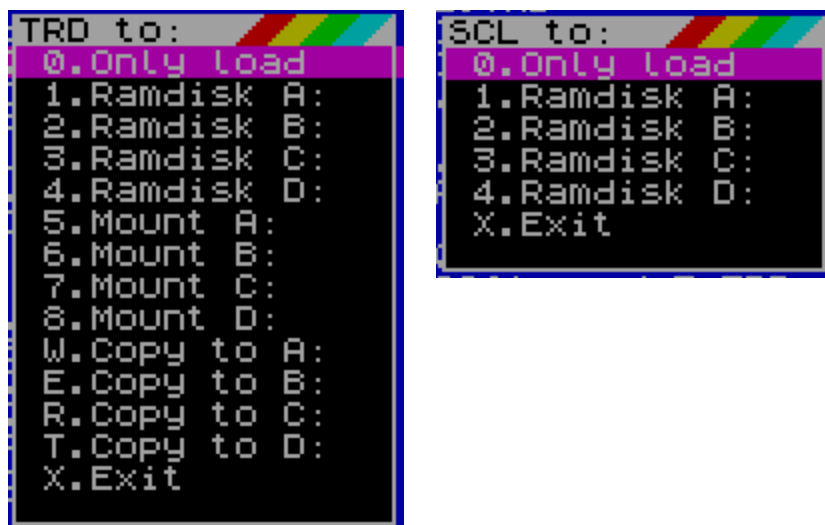 TRD to:
0.Only load
1.Ramdisk A:
2.Ramdisk B:
3.Ramdisk C:
4.Ramdisk D:
5.Mount A:
6.Mount B:
7.Mount C:
8.Mount D:
W.Copy to A:
E.Copy to B:
R.Copy to C:
T.Copy to D:
X.Exit
SCL to:
0.Only load
1.Ramdisk A:
2.Ramdisk B:
3.Ramdisk C:
4.Ramdisk D:
X.Exit